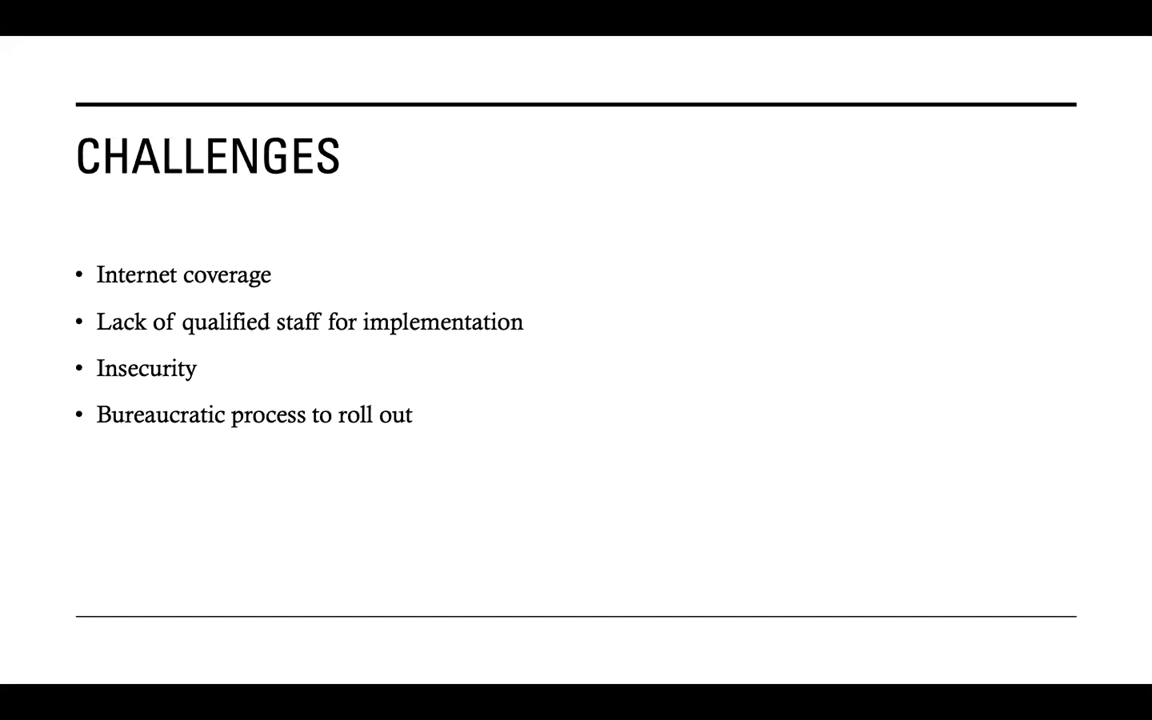 CHALLENGES
• Internet coverage
• Lack of qualified staff for implementation
• Insecurity
• Bureaucratic process to roll out